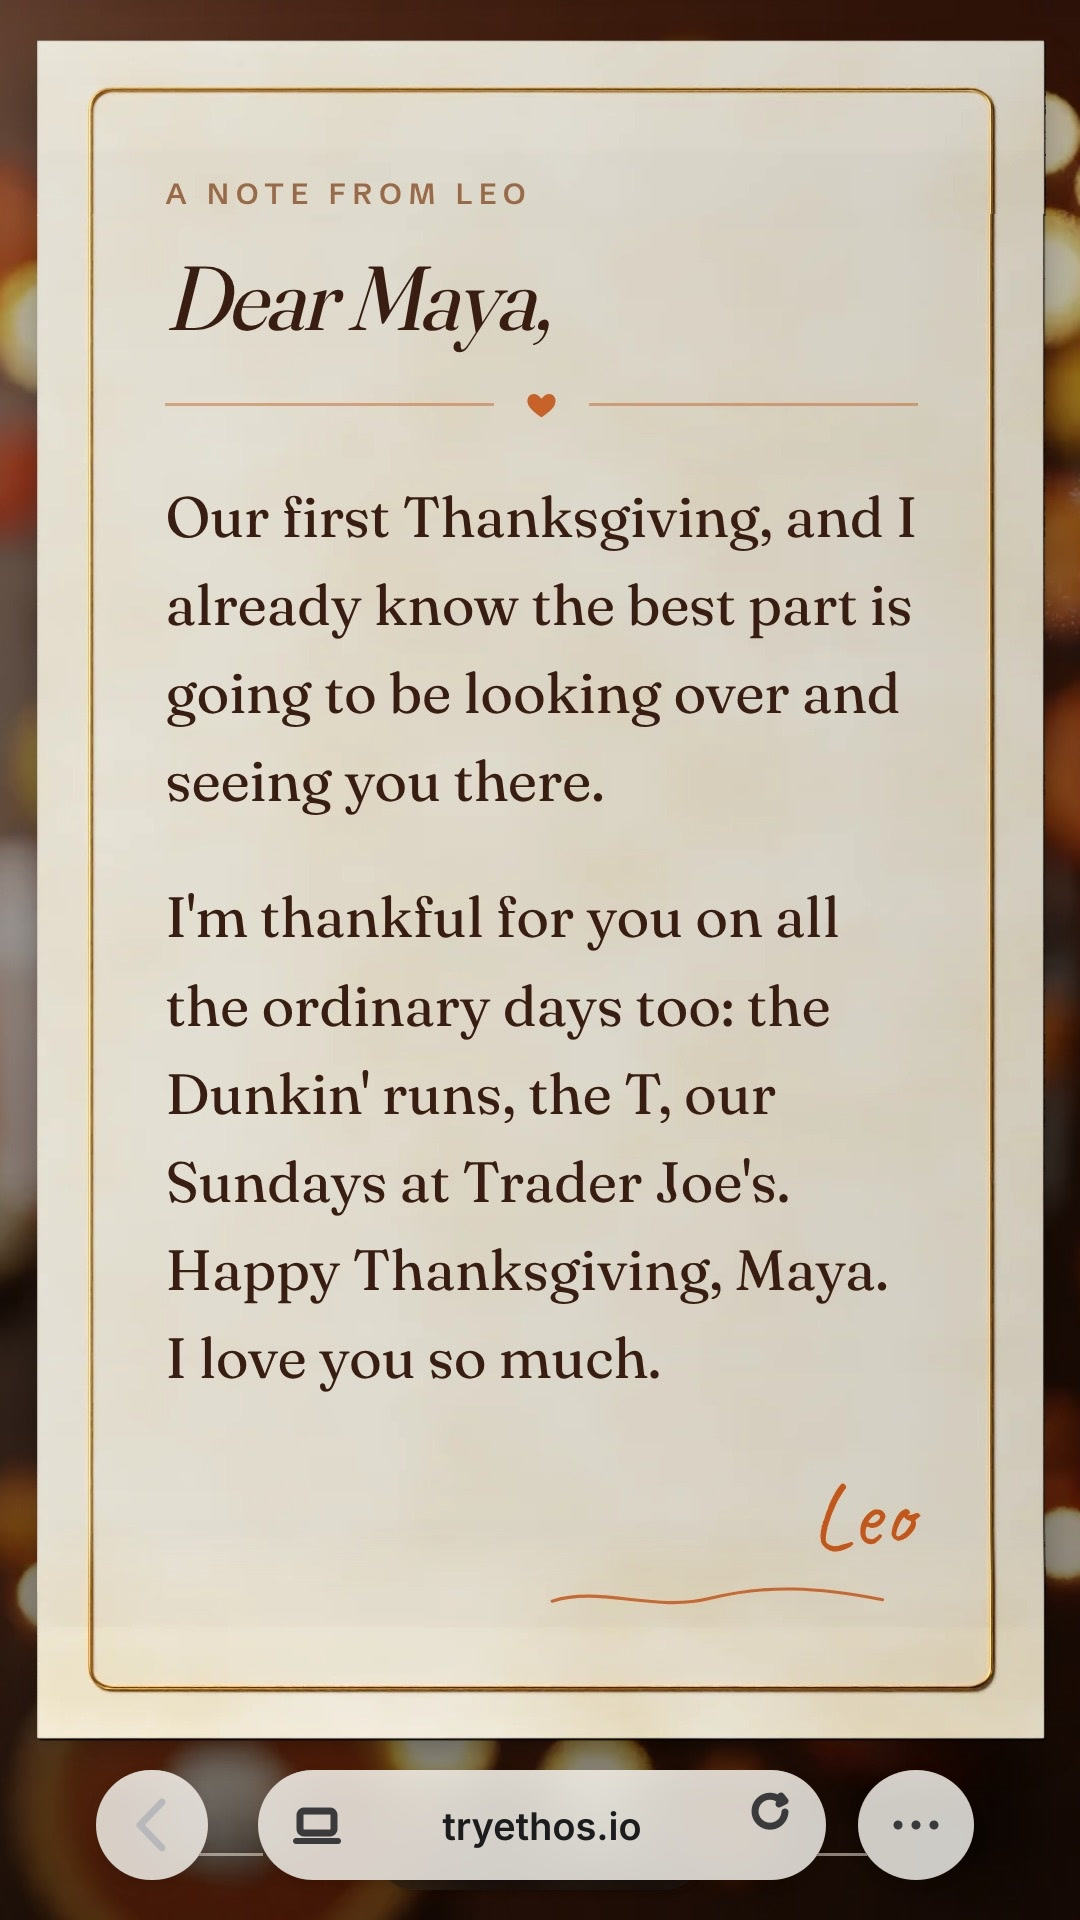 A NOTE FROM LEO
Dear Maya,
Our first Thanksgiving, and I
already know the best part is
going to be looking over and
seeing you there.
I'm thankful for you on all
the ordinary days too: the
Dunkin' runs, the T, our
Sundays at Trader Joe's.
Happy Thanksgiving, Maya.
I love you so much.
Leo
tryethos.io